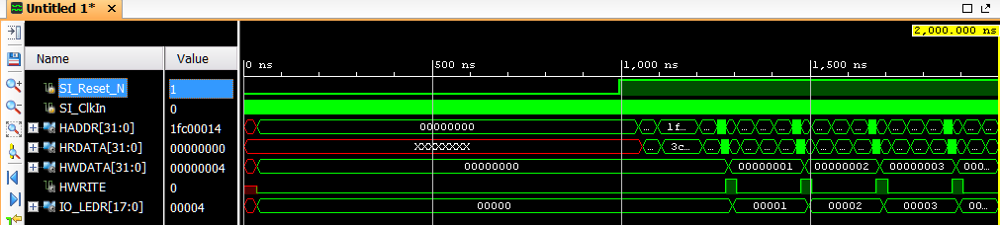 Untitled 1*
2,000.000 ns
Name Value
0 ns 500 ns 1,000 ns 1,500 ns
SI_Reset_N 1
SI_ClkIn 0
HADDR[31:0] 1fc00014 00000000 ... 1f... ... ... ... ... ... ... ... ... ... ... ... ...
HRDATA[31:0] 00000000 XXXXXXXX ... 3c... ... ... ... ... ... ... ... ... ... ... ... ...
HWDATA[31:0] 00000004 00000000 00000001 00000002 00000003 000...
HWRITE 0
IO_LEDR[17:0] 00004 00000 00001 00002 00003 00...